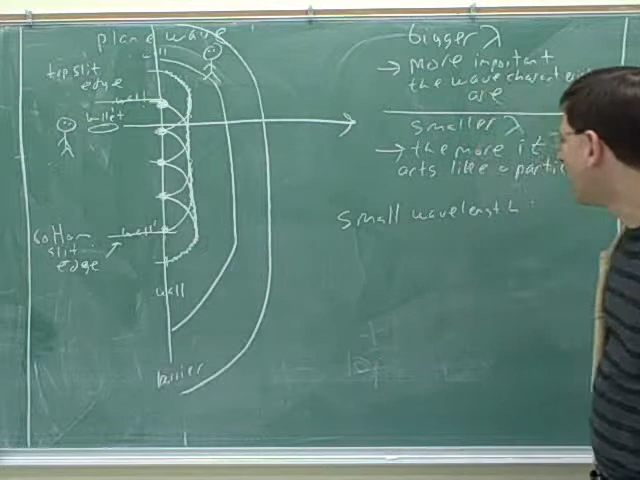 plane wave
wall
top slit
edge
wall
bullet
bottom
slit
edge
wall
wall
barrier
bigger λ
→ more important
the wave characteri
are
smaller λ
→ the more it
acts like a partic
small wavelength :